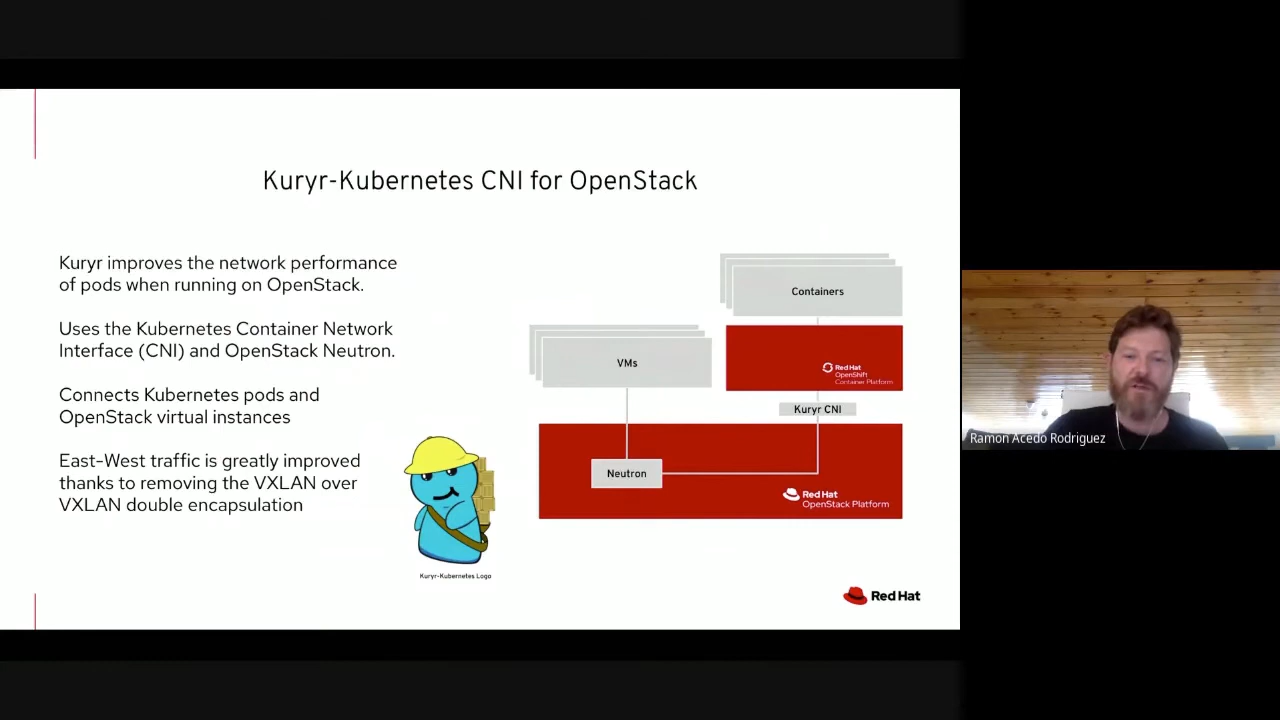 Kuryr-Kubernetes CNI for OpenStack
Kuryr improves the network performance
of pods when running on OpenStack.
Uses the Kubernetes Container Network
Interface (CNI) and OpenStack Neutron.
Connects Kubernetes pods and
OpenStack virtual instances
East-West traffic is greatly improved
thanks to removing the VXLAN over
VXLAN double encapsulation
Kuryr-Kubernetes Logo
Containers
VMs
Red Hat
OpenShift
Container Platform
Kuryr CNI
Neutron
Red Hat
OpenStack Platform
Red Hat
Ramon Acedo Rodriguez